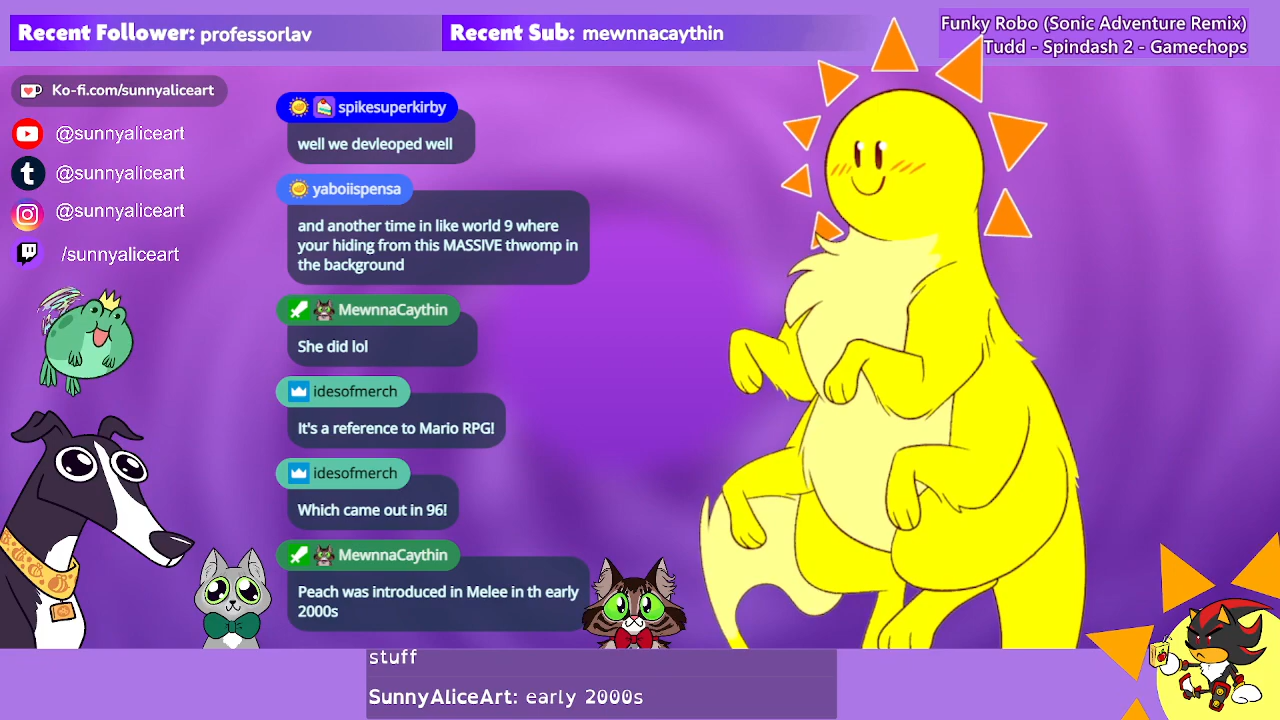 Recent Follower: professorlav
Recent Sub: mewnnacaythin
Funky Robo (Sonic Adventure Remix)
Tudd - Spindash 2 - Gamechops
Ko-fi.com/sunnyaliceart
@sunnyaliceart
@sunnyaliceart
@sunnyaliceart
/sunnyaliceart
spikesuperkirby
well we devleoped well
yaboiispensa
and another time in like world 9 where
your hiding from this MASSIVE thwomp in
the background
MewnnaCaythin
She did lol
idesofmerch
It's a reference to Mario RPG!
idesofmerch
Which came out in 96!
MewnnaCaythin
Peach was introduced in Melee in th early
2000s
stuff
SunnyAliceArt: early 2000s